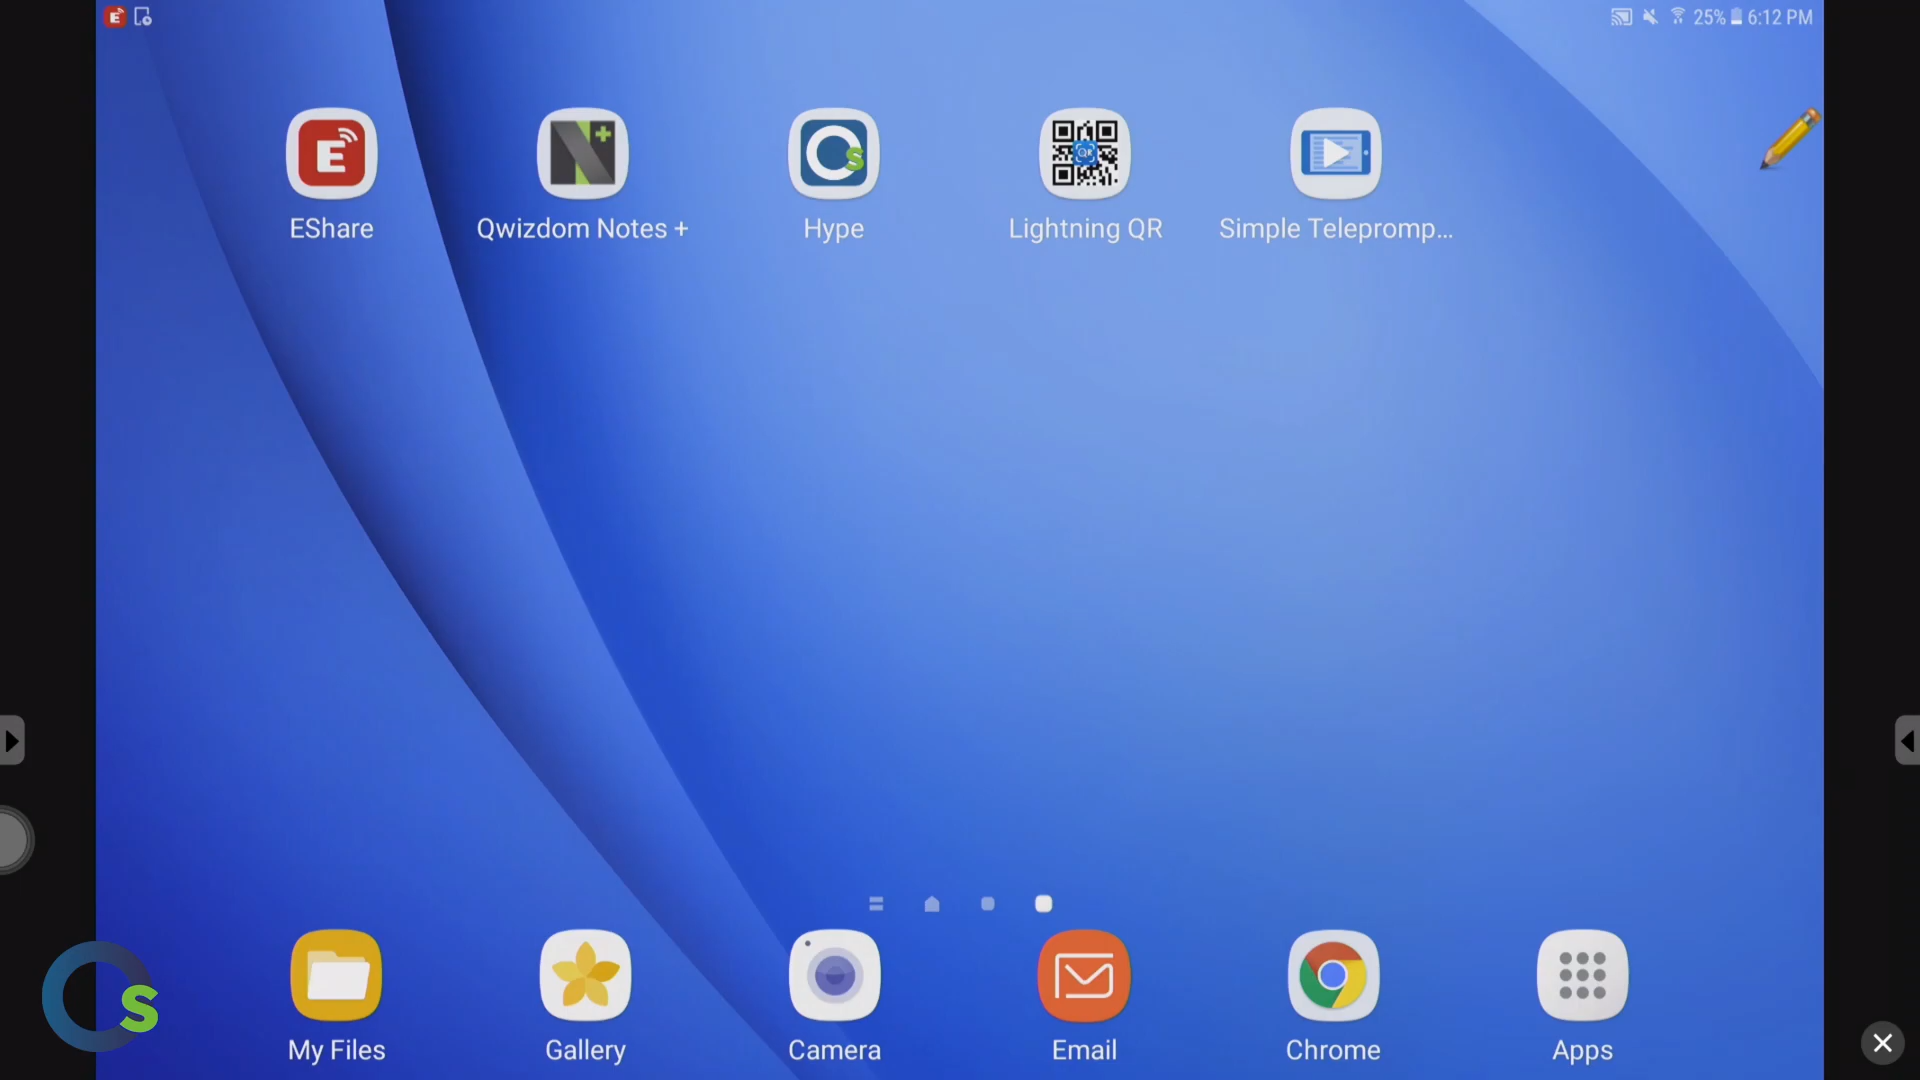 E 25% 6:12 PM
E N+ S QR
EShare Qwizdom Notes + Hype Lightning QR Simple Telepromp...
S
My Files Gallery Camera Email Chrome Apps